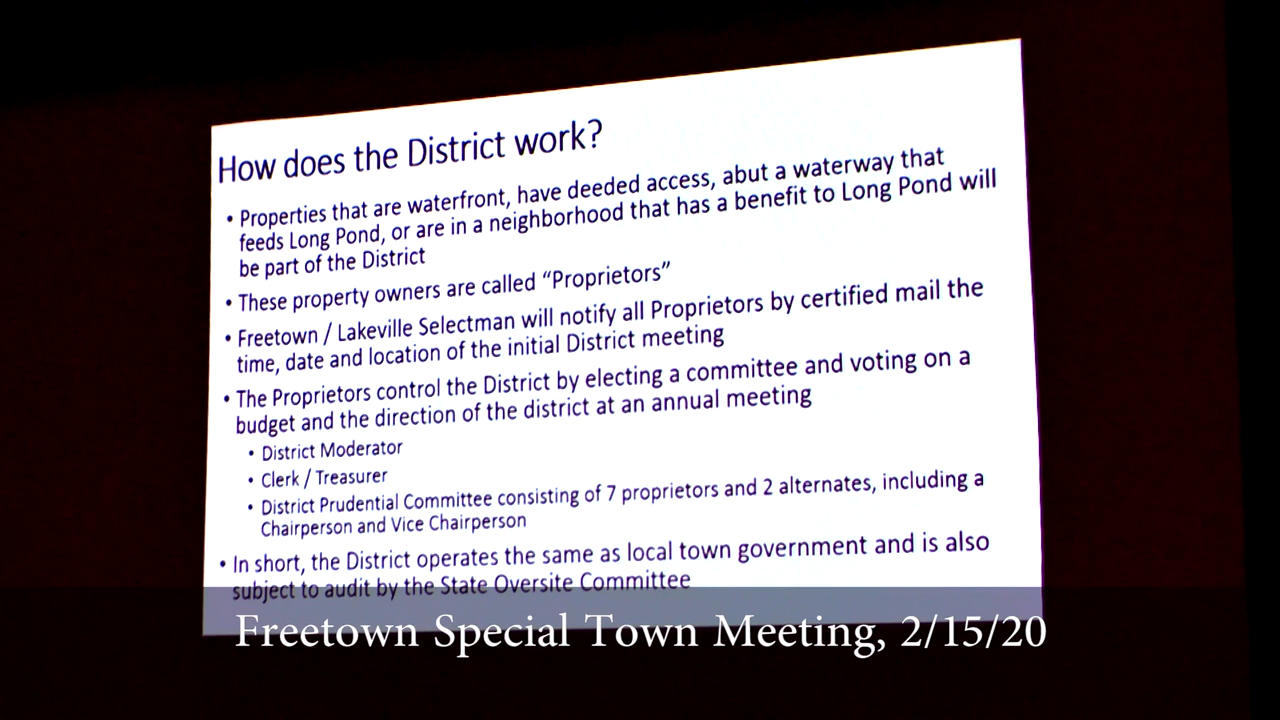 How does the District work?
• Properties that are waterfront, have deeded access, abut a waterway that
feeds Long Pond, or are in a neighborhood that has a benefit to Long Pond will
be part of the District
• These property owners are called “Proprietors”
• Freetown / Lakeville Selectman will notify all Proprietors by certified mail the
time, date and location of the initial District meeting
• The Proprietors control the District by electing a committee and voting on a
budget and the direction of the district at an annual meeting
• District Moderator
• Clerk / Treasurer
• District Prudential Committee consisting of 7 proprietors and 2 alternates, including a
Chairperson and Vice Chairperson
• In short, the District operates the same as local town government and is also
subject to audit by the State Oversite Committee
Freetown Special Town Meeting, 2/15/20